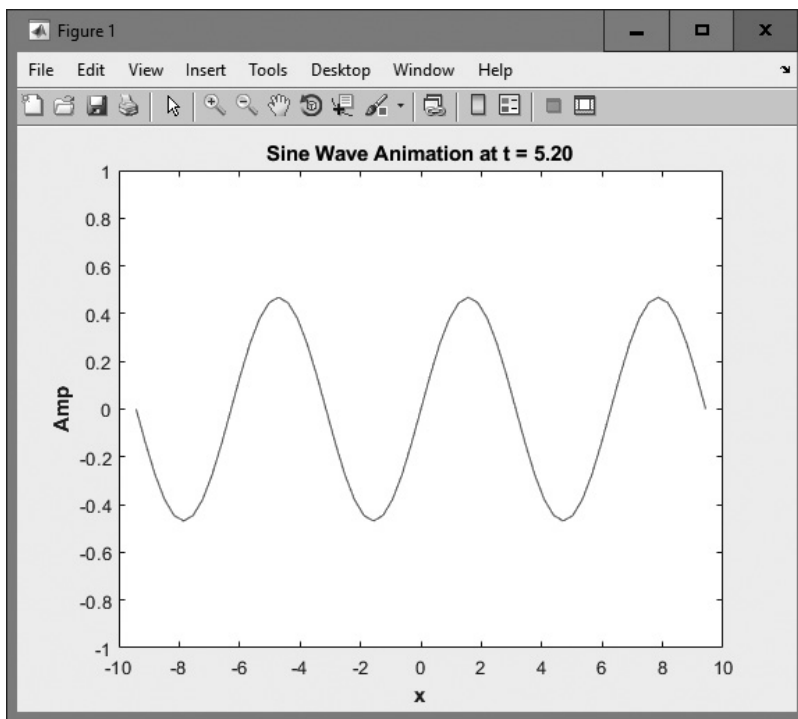 Figure 1
File Edit View Insert Tools Desktop Window Help
Sine Wave Animation at t = 5.20
1
0.8
0.6
0.4
0.2
0
-0.2
-0.4
-0.6
-0.8
-1
Amp
-10 -8 -6 -4 -2 0 2 4 6 8 10
x